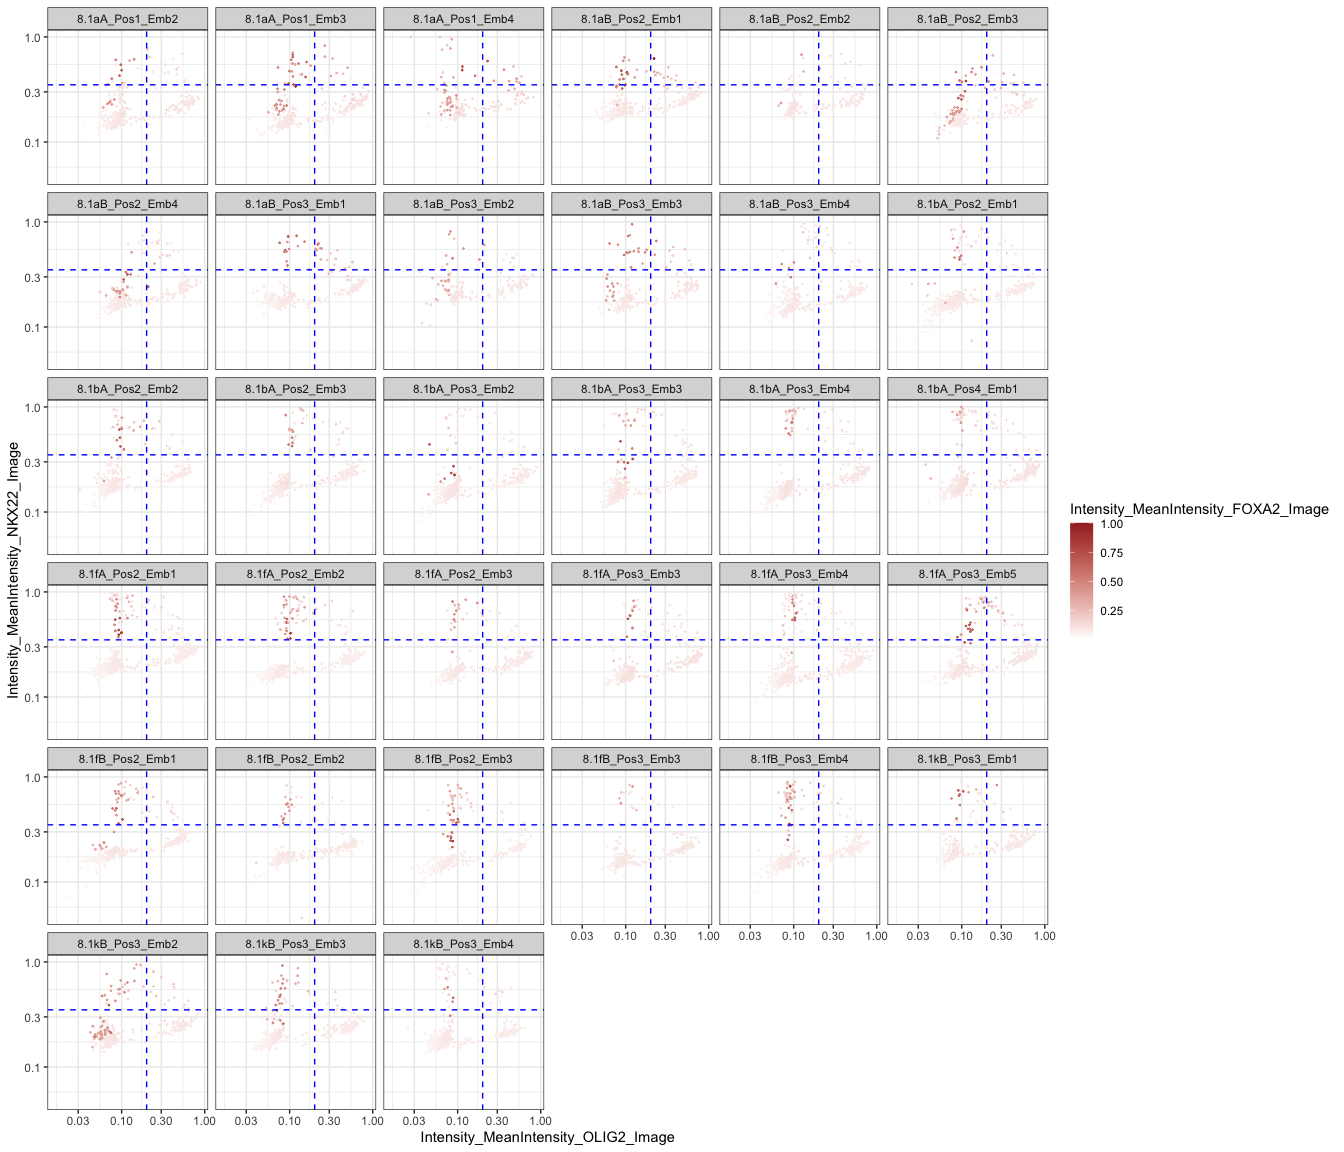 8.1aA_Pos1_Emb2 8.1aA_Pos1_Emb3 8.1aA_Pos1_Emb4 8.1aB_Pos2_Emb1 8.1aB_Pos2_Emb2 8.1aB_Pos2_Emb3
1.0
0.3
0.1
8.1aB_Pos2_Emb4 8.1aB_Pos3_Emb1 8.1aB_Pos3_Emb2 8.1aB_Pos3_Emb3 8.1aB_Pos3_Emb4 8.1bA_Pos2_Emb1
1.0
0.3
0.1
8.1bA_Pos2_Emb2 8.1bA_Pos2_Emb3 8.1bA_Pos3_Emb2 8.1bA_Pos3_Emb3 8.1bA_Pos3_Emb4 8.1bA_Pos4_Emb1
1.0
0.3
0.1
8.1fA_Pos2_Emb1 8.1fA_Pos2_Emb2 8.1fA_Pos2_Emb3 8.1fA_Pos3_Emb3 8.1fA_Pos3_Emb4 8.1fA_Pos3_Emb5
1.0
0.3
0.1
8.1fB_Pos2_Emb1 8.1fB_Pos2_Emb2 8.1fB_Pos2_Emb3 8.1fB_Pos3_Emb3 8.1fB_Pos3_Emb4 8.1kB_Pos3_Emb1
1.0
0.3
0.1
0.03 0.10 0.30 1.00 0.03 0.10 0.30 1.00 0.03 0.10 0.30 1.00
8.1kB_Pos3_Emb2 8.1kB_Pos3_Emb3 8.1kB_Pos3_Emb4
1.0
0.3
0.1
0.03 0.10 0.30 1.00 0.03 0.10 0.30 1.00 0.03 0.10 0.30 1.00
Intensity_MeanIntensity_OLIG2_Image
Intensity_MeanIntensity_NKX22_Image
Intensity_MeanIntensity_FOXA2_Image
1.00
0.75
0.50
0.25